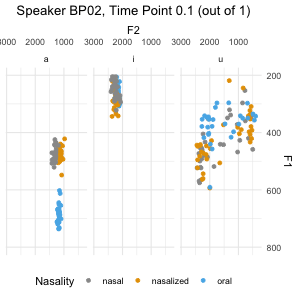 Speaker BP02, Time Point 0.1 (out of 1)
F2
3000 2000 1000 3000 2000 1000 3000 2000 1000
a i u
200
400
600
800
F1
Nasality nasal nasalized oral